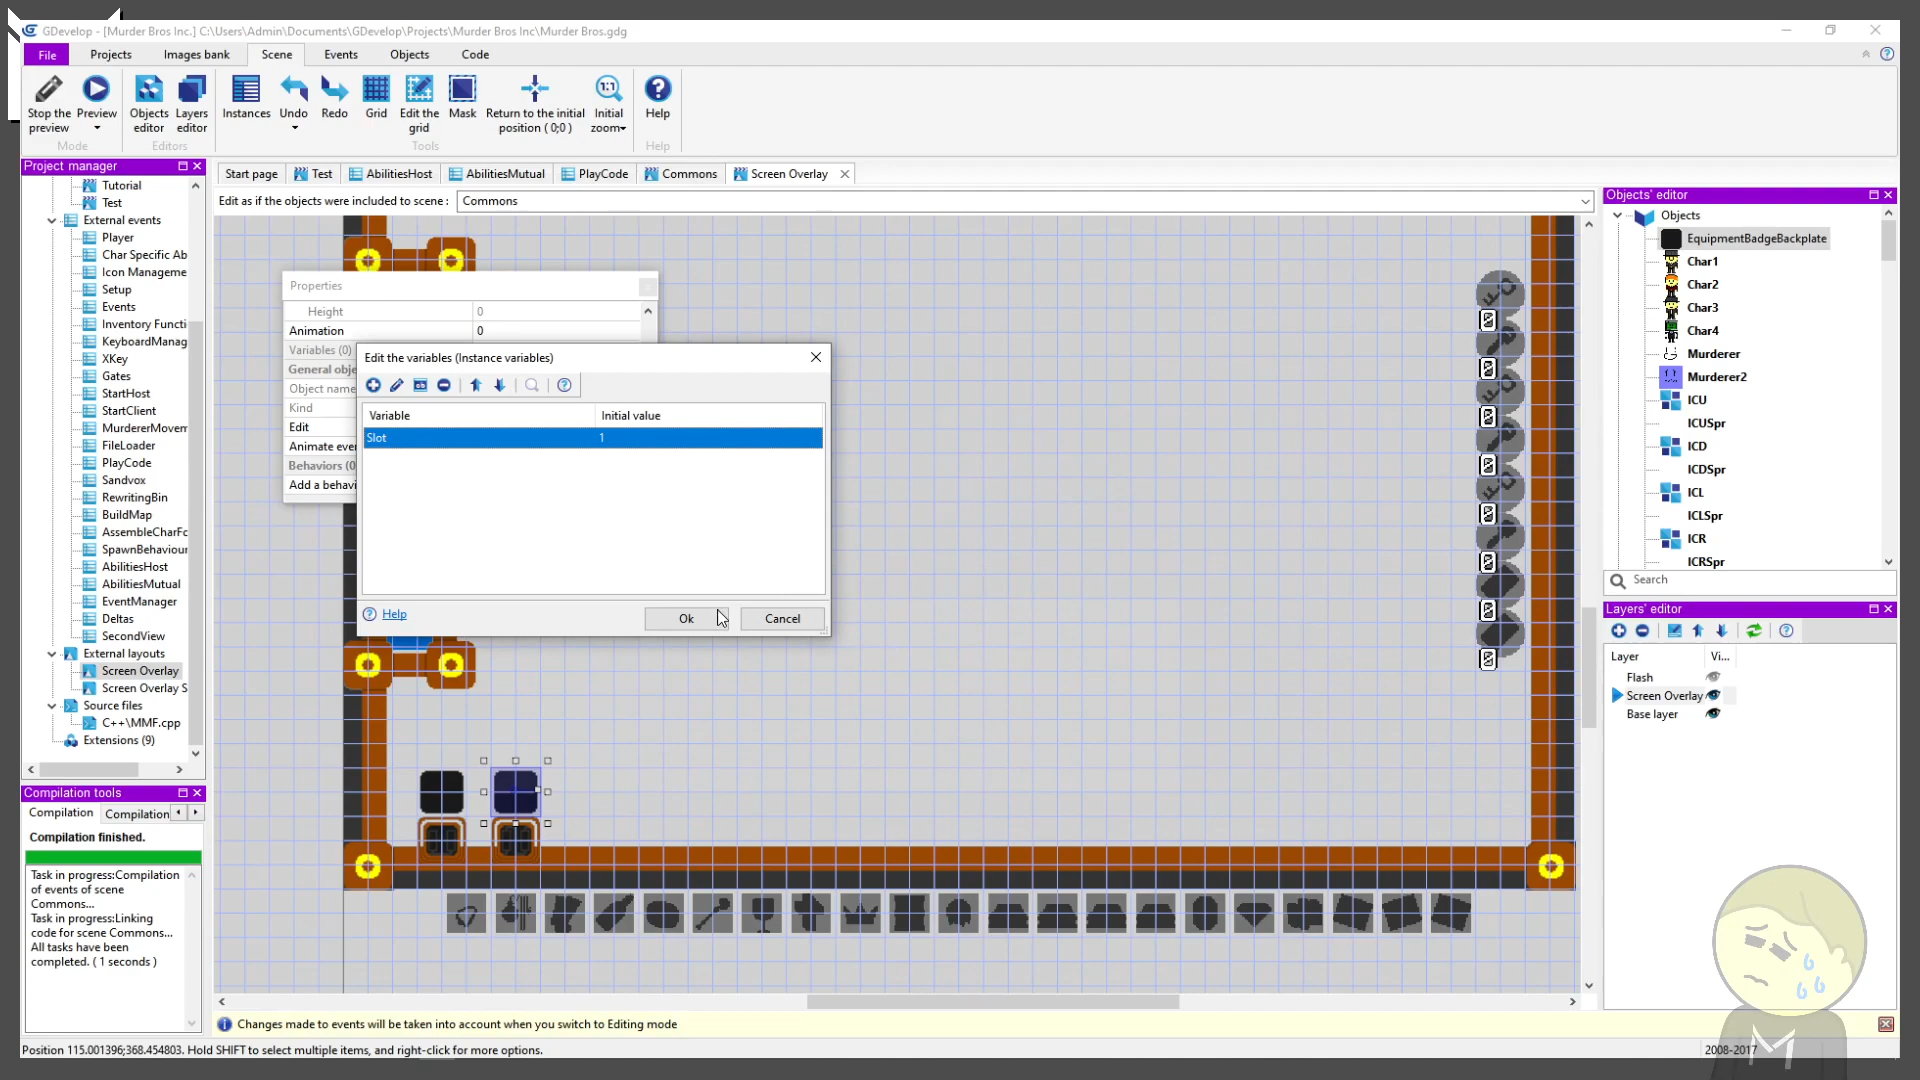 GDevelop - [Murder Bros Inc.] C:\Users\Admin\Documents\GDevelop\Projects\Murder Bros Inc\Murder Bros.gdg
File Projects Images bank Scene Events Objects Code
Stop the preview
Preview
Objects editor
Layers editor
Instances
Undo
Redo
Grid
Edit the grid
Mask
Return to the initial position ( 0;0 )
1:1
Initial zoom
Help
Mode Editors Tools Help
Project manager
Tutorial
Test
External events
Player
Char Specific Ab
Icon Manageme
Setup
Events
Inventory Functi
KeyboardManag
XKey
Gates
StartHost
StartClient
MurdererMovem
FileLoader
PlayCode
Sandvox
RewritingBin
BuildMap
AssembleCharFo
SpawnBehaviour
AbilitiesHost
AbilitiesMutual
EventManager
Deltas
SecondView
External layouts
Screen Overlay
Screen Overlay S
Source files
C++\MMF.cpp
Extensions (9)
Compilation tools
Compilation Compilation
Compilation finished.
Task in progress:Compilation
of events of scene
Commons...
Task in progress:Linking
code for scene Commons...
All tasks have been
completed. ( 1 seconds )
Start page Test AbilitiesHost AbilitiesMutual PlayCode Commons Screen Overlay
Edit as if the objects were included to scene : Commons
Properties
Height 0
Animation 0
Variables (0)
General obje
Object name
Kind
Edit
Animate eve
Behaviors (0
Add a behavi
Edit the variables (Instance variables)
Variable Initial value
Slot 1
Help
Ok Cancel
Objects' editor
Objects
EquipmentBadgeBackplate
Char1
Char2
Char3
Char4
Murderer
Murderer2
ICU
ICUSpr
ICD
ICDSpr
ICL
ICLSpr
ICR
ICRSpr
Search
Layers' editor
Layer Vi...
Flash
Screen Overlay
Base layer
Changes made to events will be taken into account when you switch to Editing mode
Position 115.001396;368.454803. Hold SHIFT to select multiple items, and right-click for more options.
2008-2017